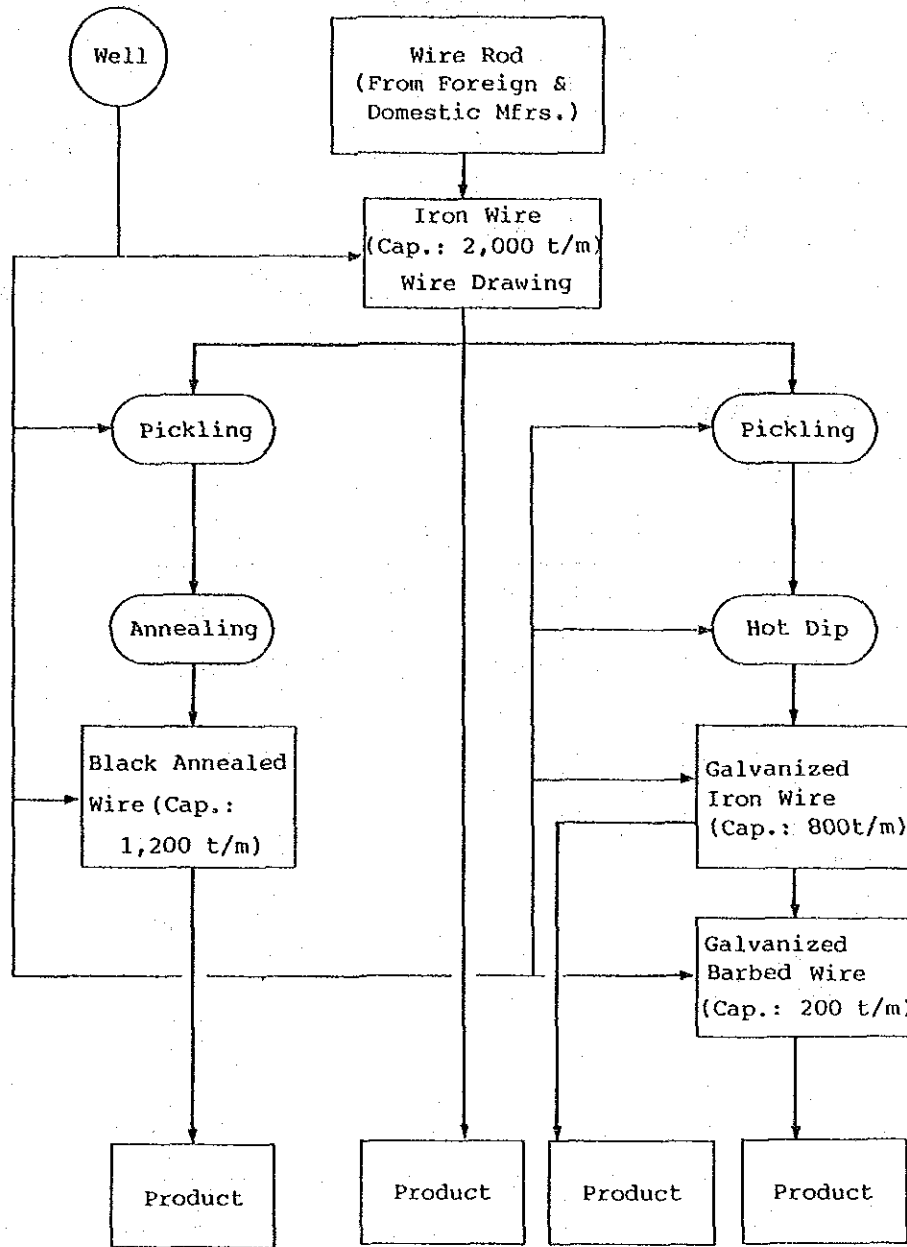 Well
Wire Rod
(From Foreign &
Domestic Mfrs.)
Iron Wire
(Cap.: 2,000 t/m)
Wire Drawing
Pickling
Pickling
Annealing
Hot Dip
Black Annealed
Wire (Cap.:
1,200 t/m)
Galvanized
Iron Wire
(Cap.: 800t/m)
Galvanized
Barbed Wire
(Cap.: 200 t/m)
Product
Product
Product
Product